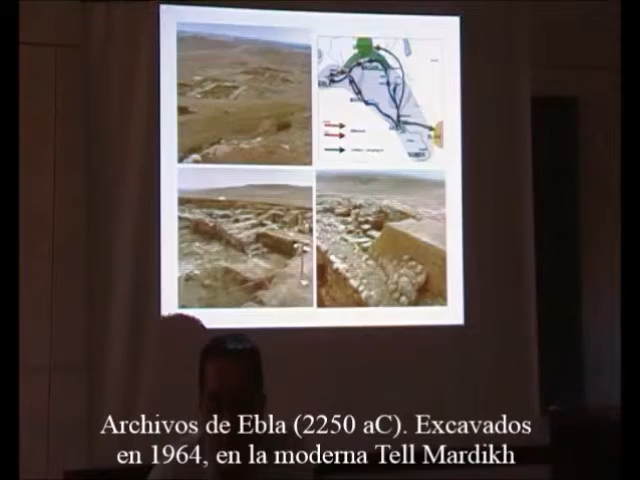 Archivos de Ebla (2250 aC). Excavados
en 1964, en la moderna Tell Mardikh